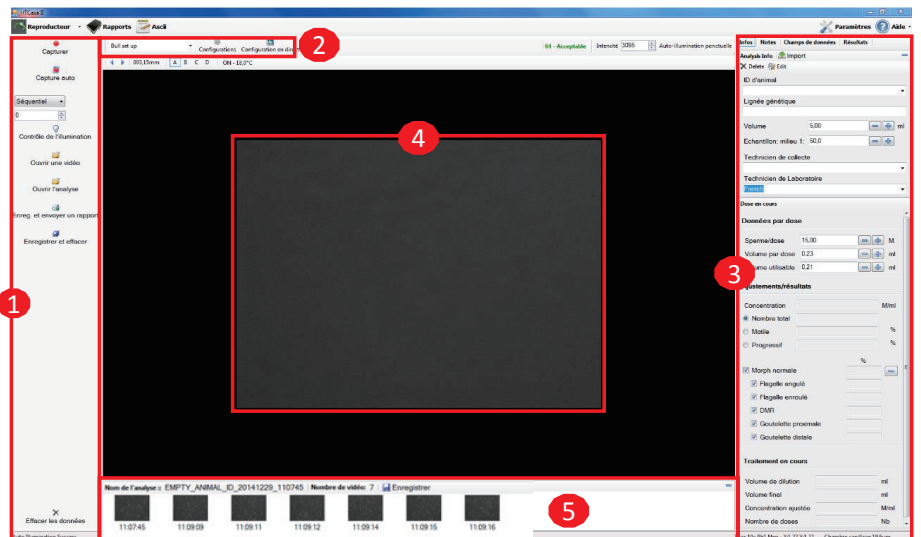 Reproducteur Rapports Ascii Paramètres Aide
Capturer
Capture auto
Séquentiel
0
Contrôle de l'illumination
Ouvrir une vidéo
Ouvrir l'analyse
Enreg. et envoyer un rapport
Enregistrer et effacer
1
Effacer les données
Bull set up Configurations Configuration en direct
2
64 - Acceptable Intensité 3095 Auto-illumination ponctuelle
003,15mm A B C D ON - 18,0°C
4
Nom de l'analyse : EMPTY_ANIMAL_ID_20141229_110745 Nombre de vidéo: 7 Enregistrer
11:07:45 11:09:09 11:09:11 11:09:12 11:09:14 11:09:15 11:09:16
5
Infos Notes Champs de données Résultats
Analysis Info Import
Delete Edit
ID d'animal
Lignée génétique
Volume 5,00 ml
Echantillon: milieu 1: 50,0
Technicien de collecte
Technicien de Laboratoire
French
Dose en cours
Données par dose
Sperme/dose 15,00 M
Volume par dose 0,23 ml
utilisable 0,21 ml
3
Ajustements/résultats
Concentration M/ml
Nombre total
Motile %
Progressif %
%
Morph normale
Flagelle angulé
Flagelle enroulé
DMR
Goutelette proximale
Goutelette distale
Traitement en cours
Volume de dilution ml
Volume final ml
Concentration ajustée M/ml
Nombre de doses Nb